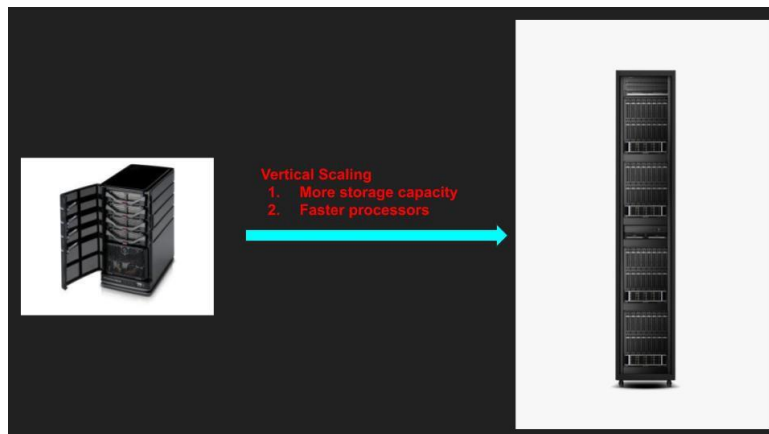 Vertical Scaling
1. More storage capacity
2. Faster processors